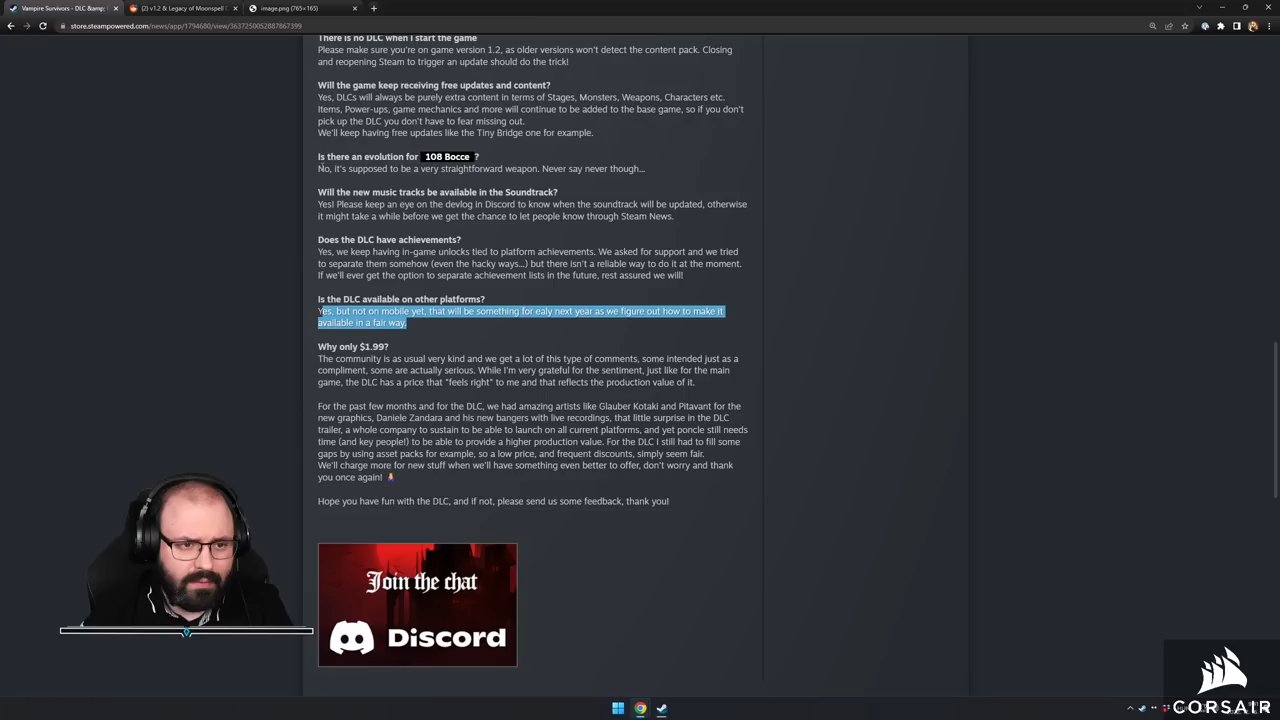 Vampire Survivors - DLC &amp;
(2) v1.2 & Legacy of Moonspell
image.png (765×165)
store.steampowered.com/news/app/1794680/view/3637250052887867399
There is no DLC when I start the game
Please make sure you're on game version 1.2, as older versions won't detect the content pack. Closing
and reopening Steam to trigger an update should do the trick!
Will the game keep receiving free updates and content?
Yes, DLCs will always be purely extra content in terms of Stages, Monsters, Weapons, Characters etc.
Items, Power-ups, game mechanics and more will continue to be added to the base game, so if you don't
pick up the DLC you don't have to fear missing out.
We'll keep having free updates like the Tiny Bridge one for example.
Is there an evolution for 108 Bocce ?
No, it's supposed to be a very straightforward weapon. Never say never though...
Will the new music tracks be available in the Soundtrack?
Yes! Please keep an eye on the devlog in Discord to know when the soundtrack will be updated, otherwise
it might take a while before we get the chance to let people know through Steam News.
Does the DLC have achievements?
Yes, we keep having in-game unlocks tied to platform achievements. We asked for support and we tried
to separate them somehow (even the hacky ways...) but there isn't a reliable way to do it at the moment.
If we'll ever get the option to separate achievement lists in the future, rest assured we will!
Is the DLC available on other platforms?
Yes, but not on mobile yet, that will be something for ealy next year as we figure out how to make it
available in a fair way.
Why only $1.99?
The community is as usual very kind and we get a lot of this type of comments, some intended just as a
compliment, some are actually serious. While I'm very grateful for the sentiment, just like for the main
game, the DLC has a price that "feels right" to me and that reflects the production value of it.
For the past few months and for the DLC, we had amazing artists like Glauber Kotaki and Pitavant for the
new graphics, Daniele Zandara and his new bangers with live recordings, that little surprise in the DLC
trailer, a whole company to sustain to be able to launch on all current platforms, and yet poncle still needs
time (and key people!) to be able to provide a higher production value. For the DLC I still had to fill some
gaps by using asset packs for example, so a low price, and frequent discounts, simply seem fair.
We'll charge more for new stuff when we'll have something even better to offer, don't worry and thank
you once again!
Hope you have fun with the DLC, and if not, please send us some feedback, thank you!
Join the chat
Discord
CORSAIR